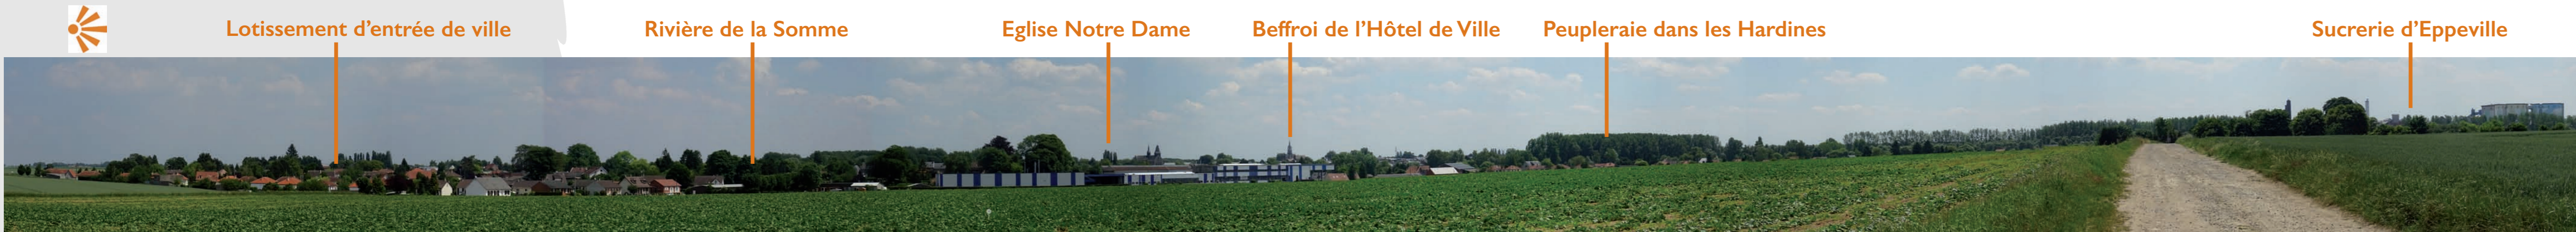 Lotissement d’entrée de ville
Rivière de la Somme
Eglise Notre Dame
Beffroi de l’Hôtel de Ville
Peupleraie dans les Hardines
Sucrerie d’Eppeville